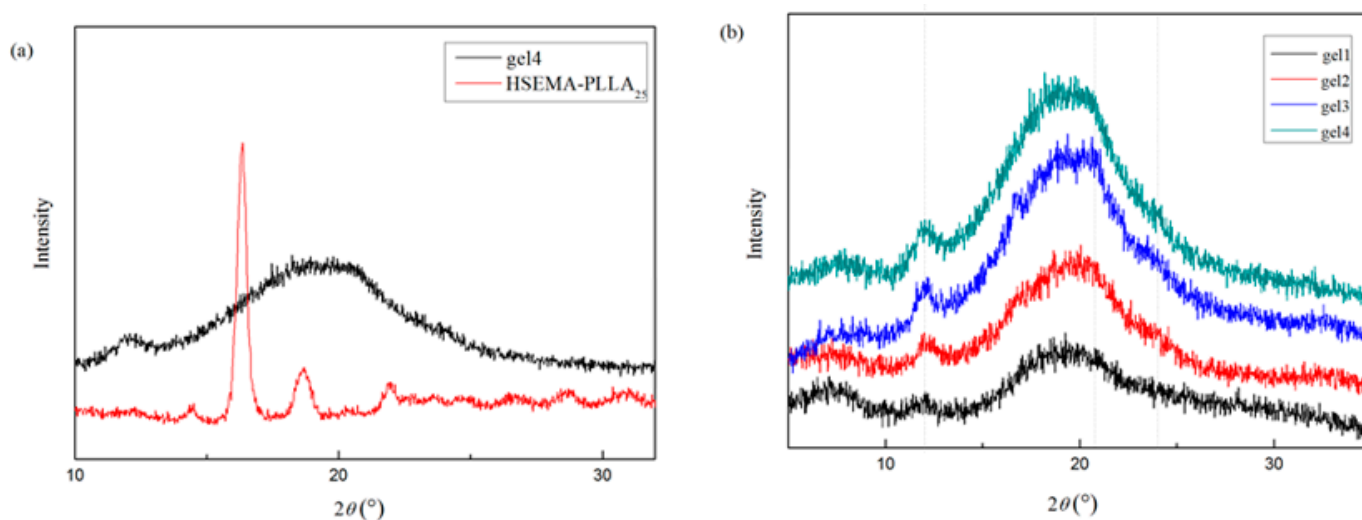 (a)
gel4
HSEMA-PLLA₂₅
Intensity
10
20
30
2θ(°)
(b)
gel1
gel2
gel3
gel4
Intensity
10
20
30
2θ(°)